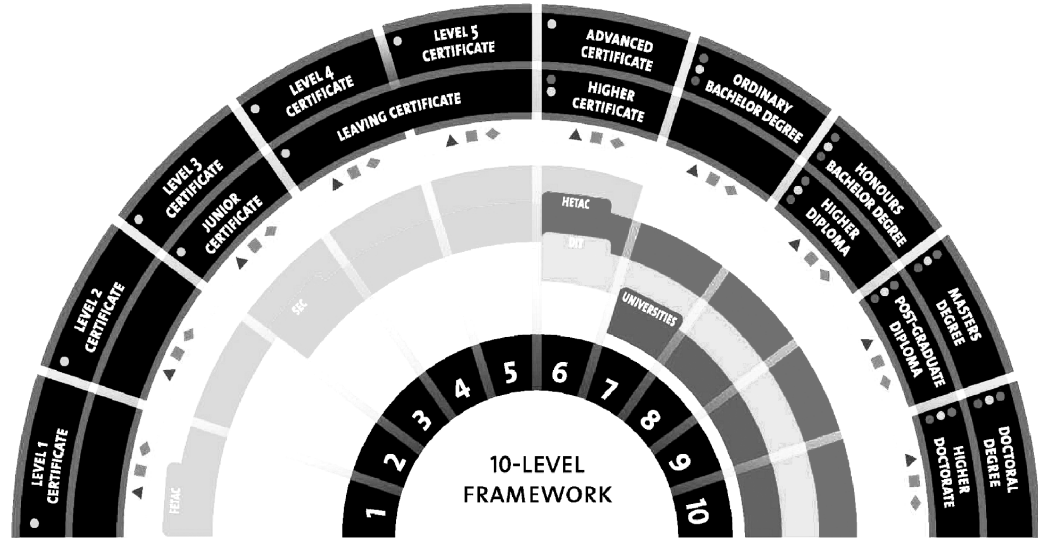 LEVEL 1
CERTIFICATE
LEVEL 2
CERTIFICATE
LEVEL 3
CERTIFICATE
JUNIOR
CERTIFICATE
LEVEL 4
CERTIFICATE
LEVEL 5
CERTIFICATE
LEAVING CERTIFICATE
ADVANCED
CERTIFICATE
HIGHER
CERTIFICATE
ORDINARY
BACHELOR DEGREE
HONOURS
BACHELOR DEGREE
HIGHER
DIPLOMA
MASTERS
DEGREE
POST-GRADUATE
DIPLOMA
DOCTORAL
DEGREE
HIGHER
DOCTORATE
FETAC
SEC
HETAC
DIT
UNIVERSITIES
1
2
3
4
5
6
7
8
9
10
10-LEVEL
FRAMEWORK